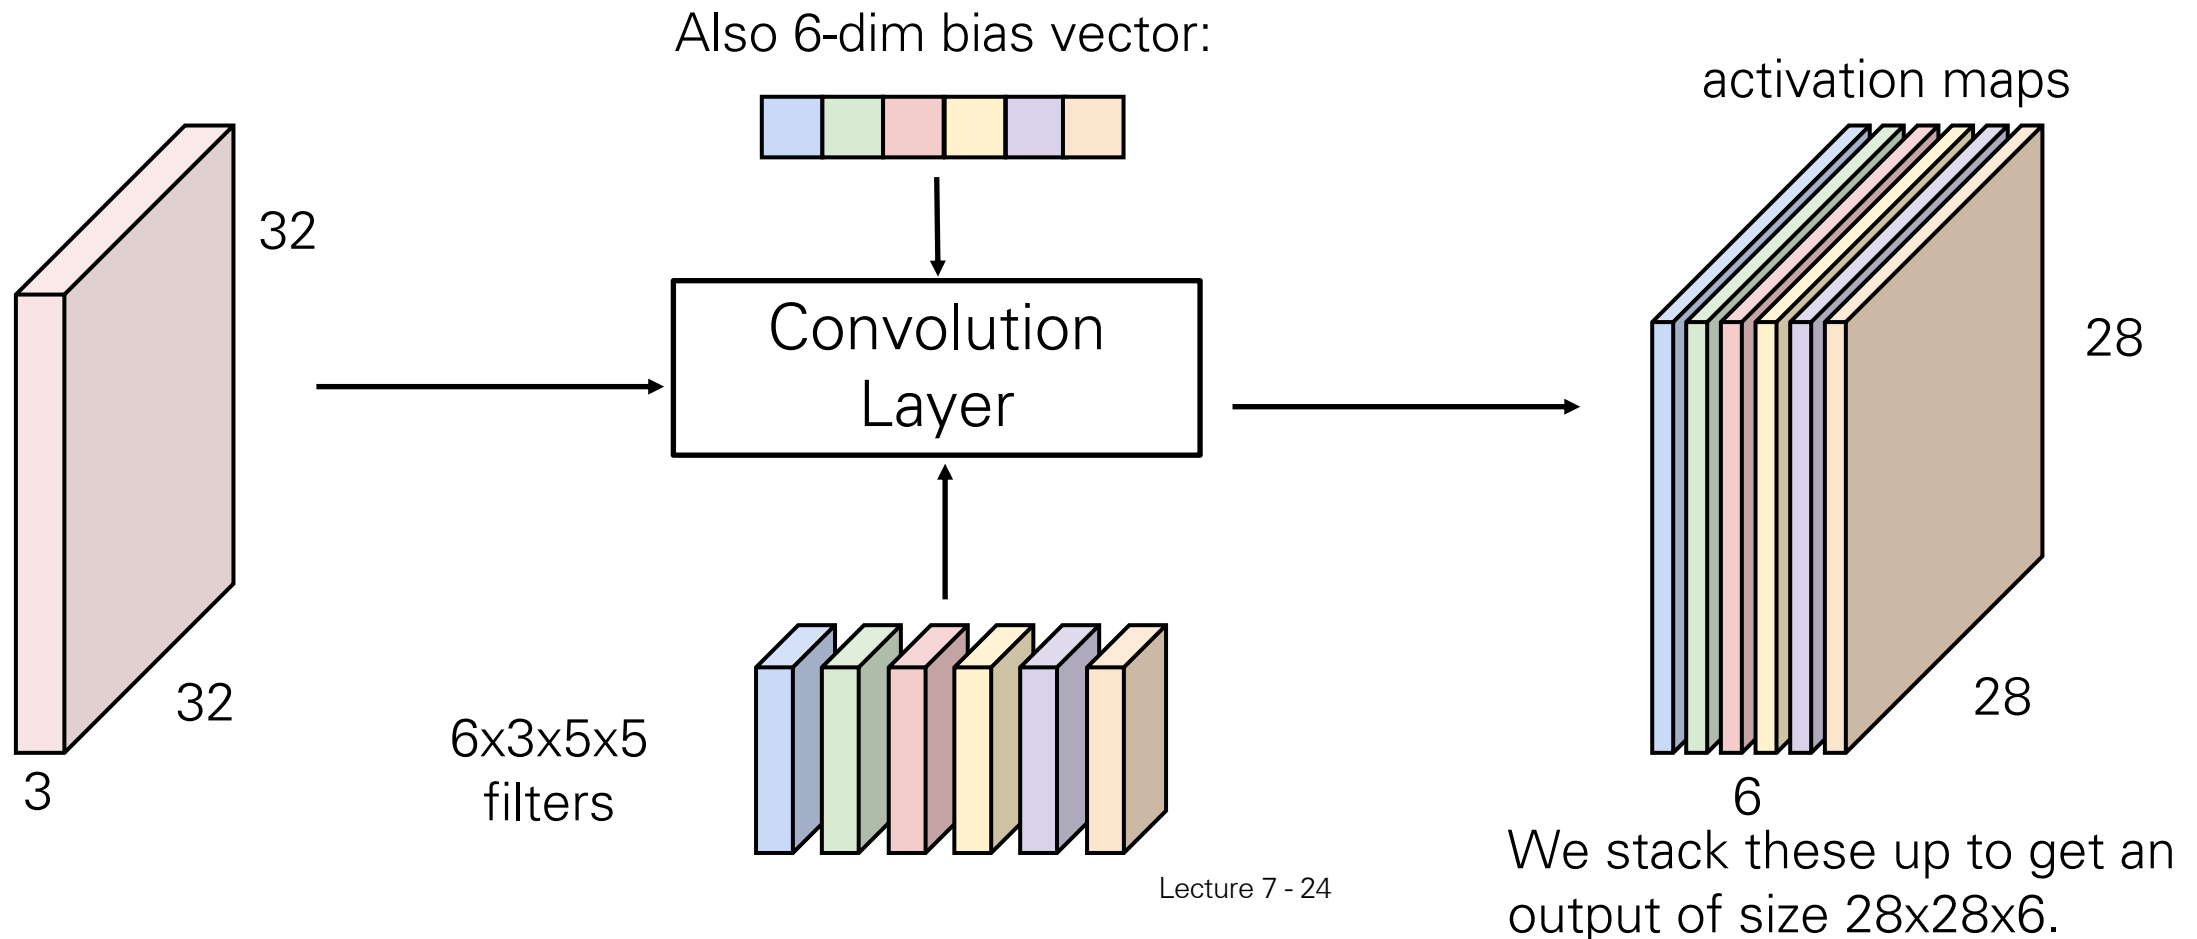 Also 6-dim bias vector:
activation maps
32
Convolution
Layer
28
32
28
6x3x5x5
filters
3
6
We stack these up to get an
output of size 28x28x6.
Lecture 7 - 24